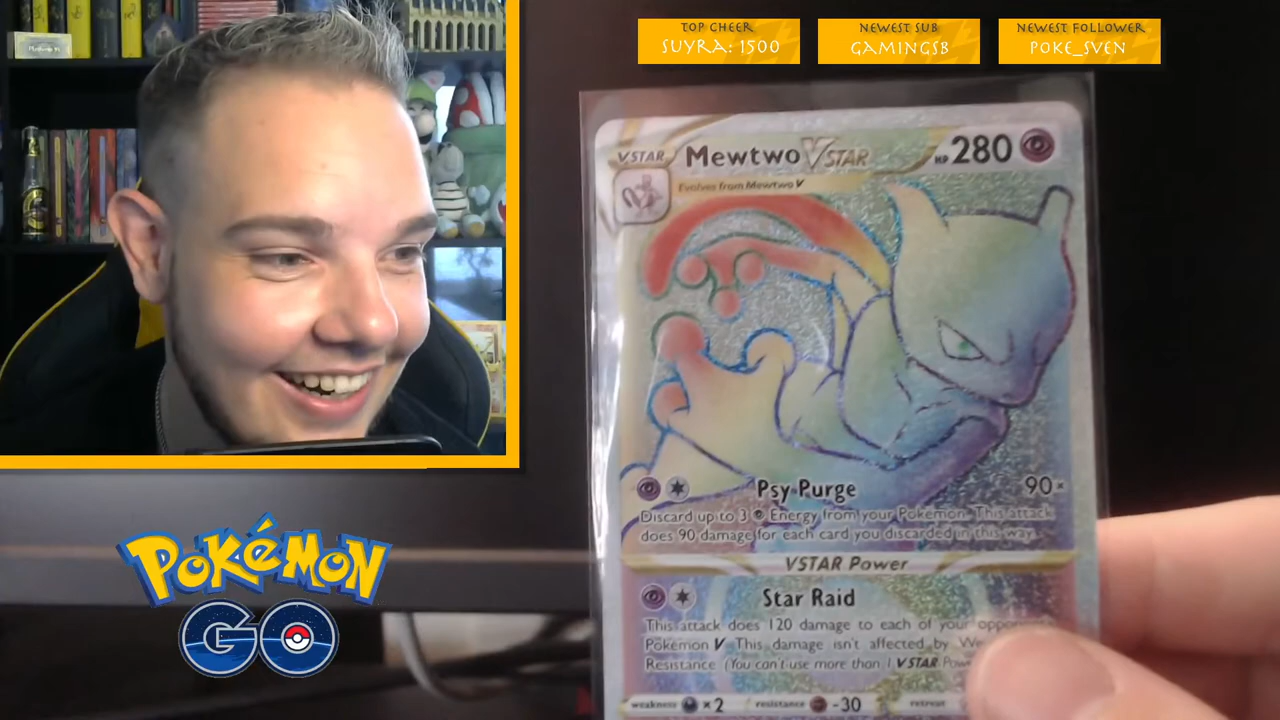 TOP CHEER
SUYRA: 1500
NEWEST SUB
GAMINGSB
NEWEST FOLLOWER
POKE_SVEN
VSTAR
Mewtwo VSTAR
HP 280
Evolves from Mewtwo V
Psy Purge
90×
Discard up to 3 Energy from your Pokémon. This attack
does 90 damage for each card you discarded in this way.
VSTAR Power
Star Raid
This attack does 120 damage to each of your
Pokémon V. This damage isn't affected by
Resistance. (You can't use more than 1 VSTAR
weakness ×2 resistance -30 retreat
POKÉMON
GO